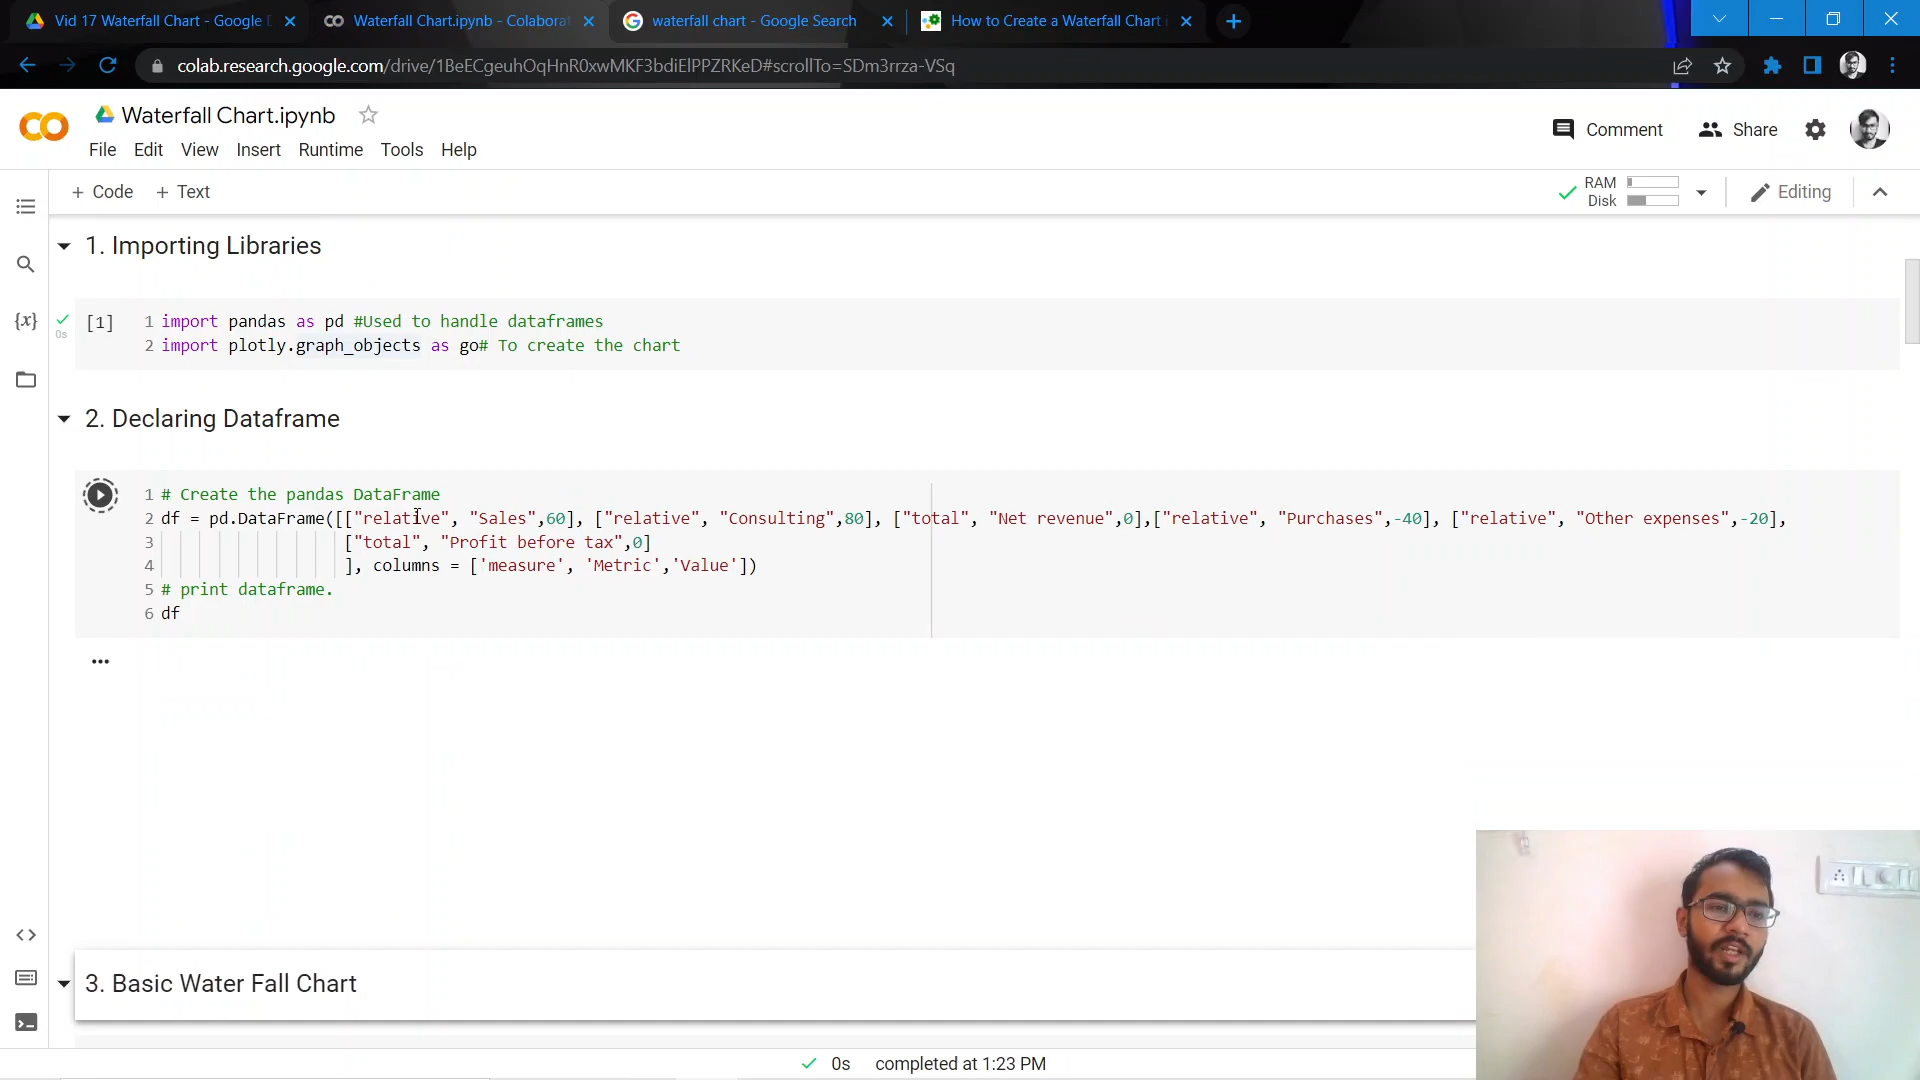 Vid 17 Waterfall Chart - Google D
Waterfall Chart.ipynb - Colaborat
waterfall chart - Google Search
How to Create a Waterfall Chart i
colab.research.google.com/drive/1BeECgeuhOqHnR0xwMKF3bdiElPPZRKeD#scrollTo=SDm3rrza-VSq
Waterfall Chart.ipynb
Comment
Share
File Edit View Insert Runtime Tools Help
+ Code + Text
RAM
Disk
Editing
1. Importing Libraries
[1]
0s
1 import pandas as pd #Used to handle dataframes
2 import plotly.graph_objects as go# To create the chart
2. Declaring Dataframe
1 # Create the pandas DataFrame
2 df = pd.DataFrame([["relative", "Sales",60], ["relative", "Consulting",80], ["total", "Net revenue",0],["relative", "Purchases",-40], ["relative", "Other expenses",-20],
3 ["total", "Profit before tax",0]
4 ], columns = ['measure', 'Metric','Value'])
5 # print dataframe.
6 df
3. Basic Water Fall Chart
0s completed at 1:23 PM